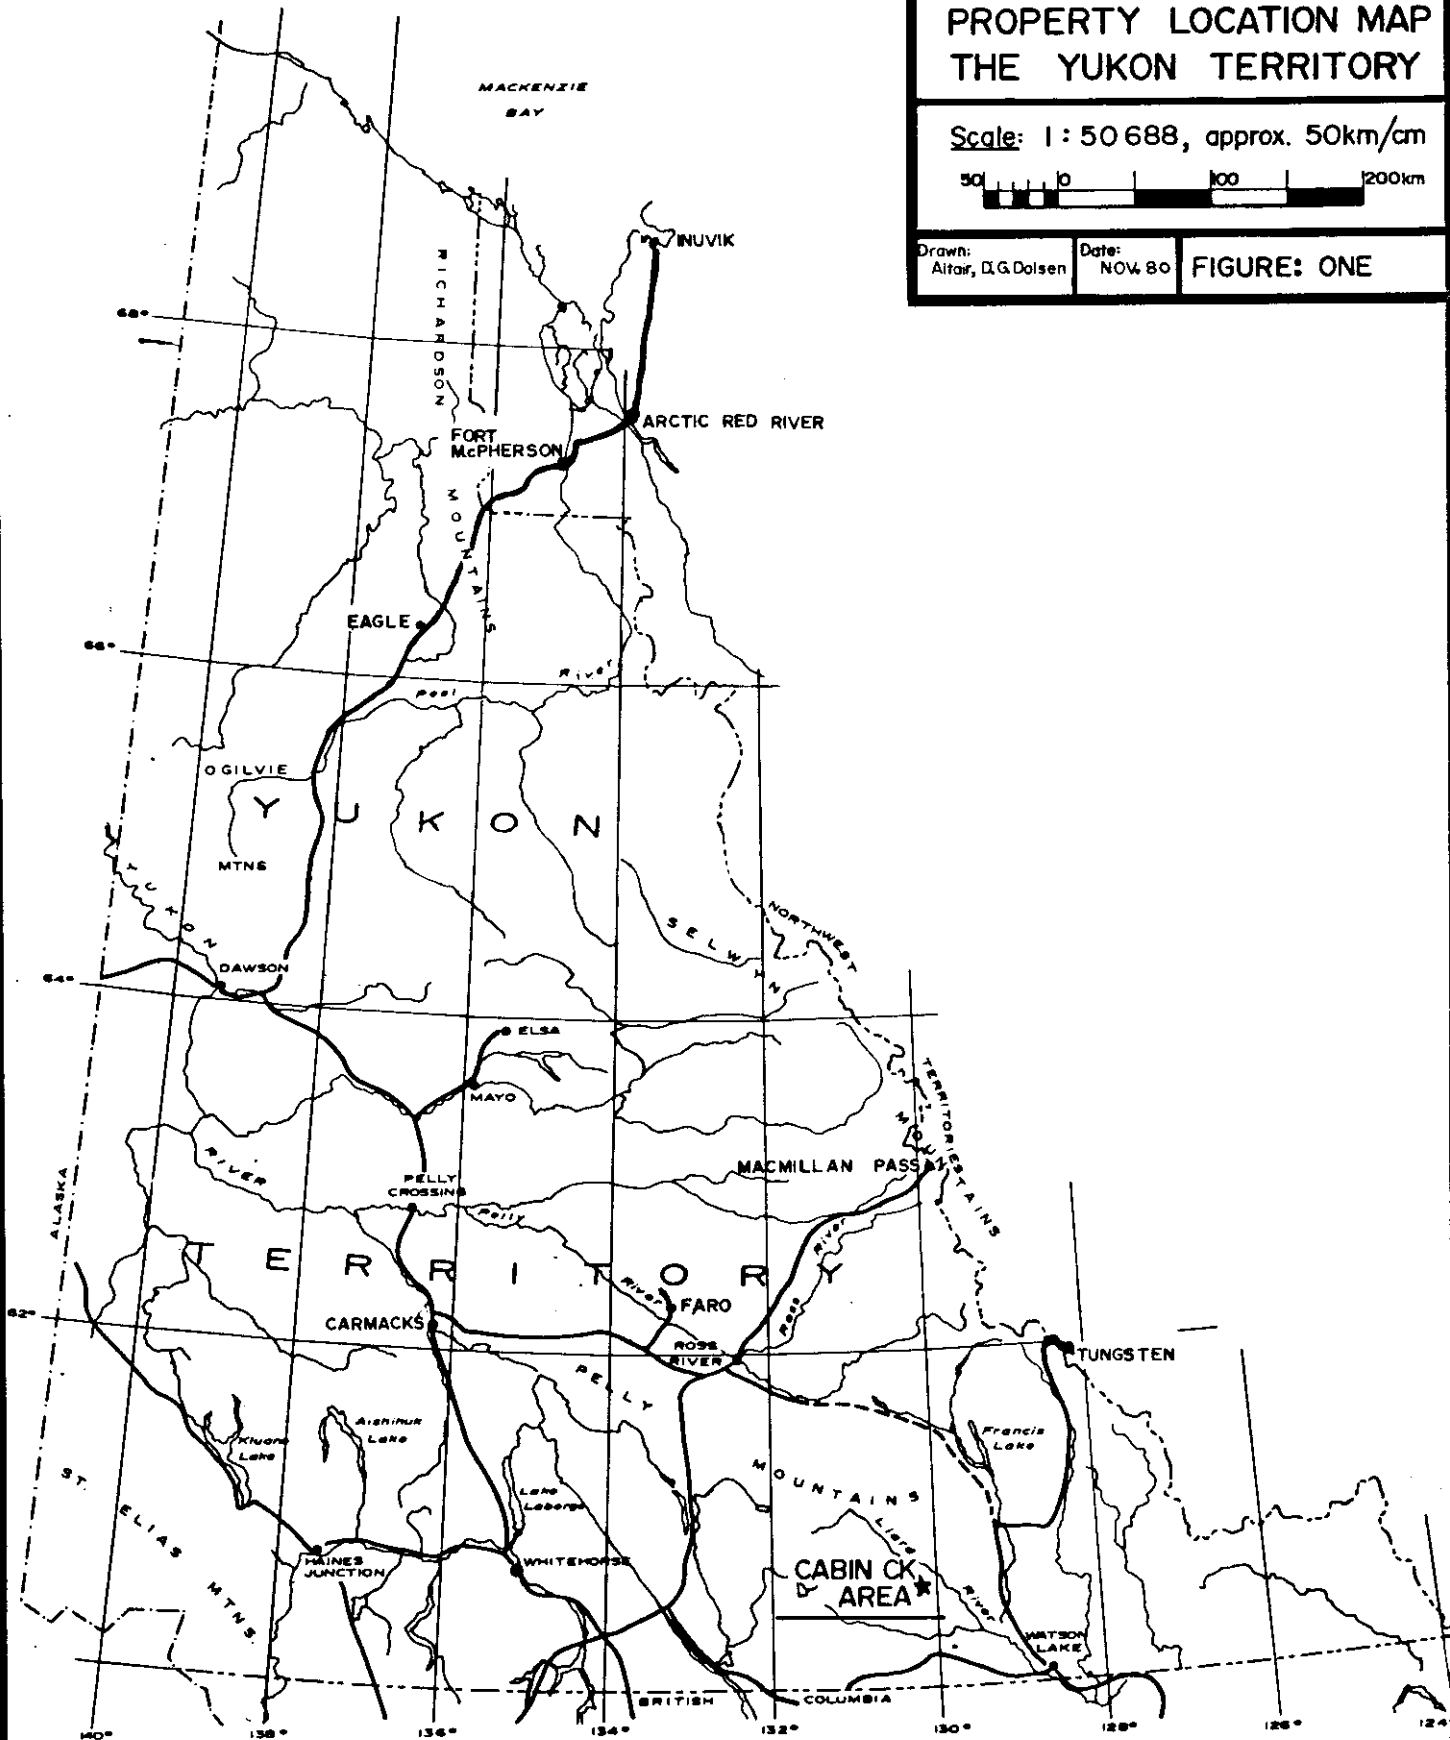 PROPERTY LOCATION MAP
THE YUKON TERRITORY
Scale: 1:50688, approx. 50km/cm
50 0 100 200km
Drawn:
Altair, D.G. Dolsen
Date:
NOV. 80
FIGURE: ONE
MACKENZIE
BAY
INUVIK
RICHARDSON
68°
ARCTIC RED RIVER
FORT
McPHERSON
MOUNTAINS
EAGLE
66°
Peel
River
OGILVIE
YUKON
MTNS
YUKON
SELWYN
NORTHWEST
DAWSON
64°
ELSA
MAYO
TERRITORIES
MOUNTAINS
RIVER
MACMILLAN PASS
PELLY
CROSSING
ALASKA
Pelly
River
TERRITORY
River
Ross
FARO
62°
CARMACKS
ROSS
RIVER
TUNGSTEN
PELLY
Kluane
Lake
Aishihuk
Lake
Francis
Lake
MOUNTAINS
ST. ELIAS MTNS.
Lake
Laberge
Liard
River
HAINES
JUNCTION
WHITEHORSE
CABIN CK
AREA
WATSON
LAKE
BRITISH
COLUMBIA
140°
138°
136°
134°
132°
130°
128°
126°
124°